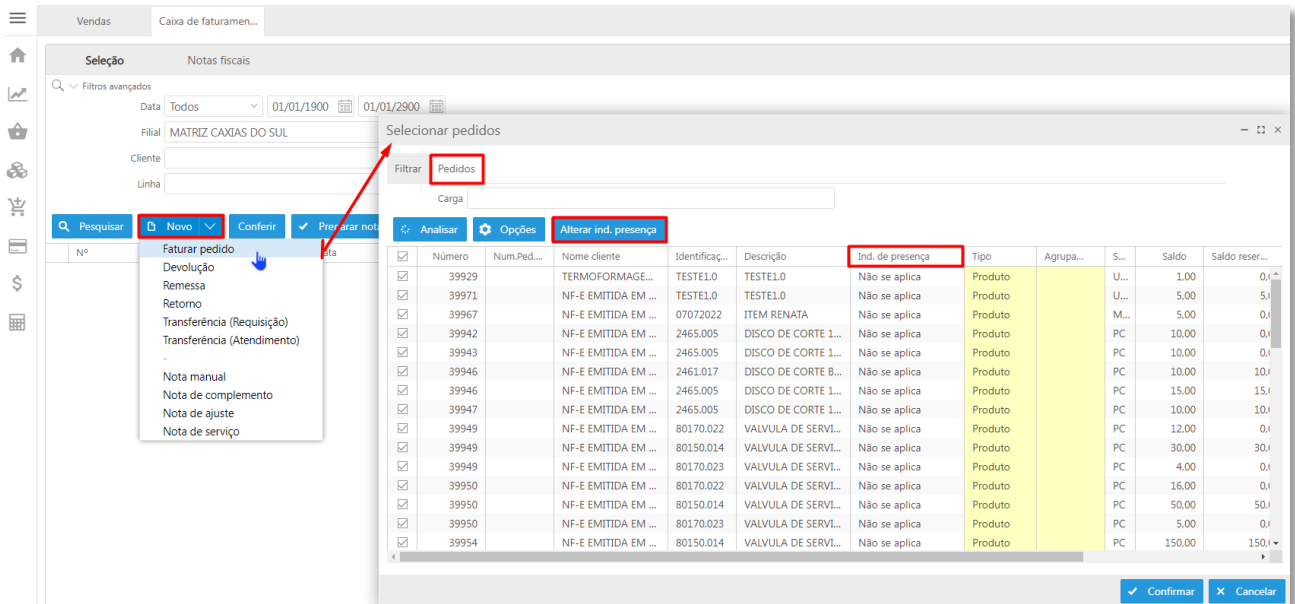 Vendas Caixa de faturamen...
Seleção Notas fiscais
Filtros avançados
Data Todos 01/01/1900 01/01/2900
Filial MATRIZ CAXIAS DO SUL
Cliente
Linha
Pesquisar Novo Conferir Preparar nota
Nº ata
Faturar pedido
Devolução
Remessa
Retorno
Transferência (Requisição)
Transferência (Atendimento)
-
Nota manual
Nota de complemento
Nota de ajuste
Nota de serviço
Selecionar pedidos
Filtrar Pedidos
Carga
Analisar Opções Alterar ind. presença
Número Num.Ped.... Nome cliente Identificaç... Descrição Ind. de presença Tipo Agrupa... S... Saldo Saldo reser...
39929 TERMOFORMAGE... TESTE1.0 TESTE1.0 Não se aplica Produto U... 1,00 0,
39971 NF-E EMITIDA EM ... TESTE1.0 TESTE1.0 Não se aplica Produto U... 5,00 5,
39967 NF-E EMITIDA EM ... 07072022 ITEM RENATA Não se aplica Produto M... 5,00 0,
39942 NF-E EMITIDA EM ... 2465.005 DISCO DE CORTE 1... Não se aplica Produto PC 10,00 0,
39943 NF-E EMITIDA EM ... 2465.005 DISCO DE CORTE 1... Não se aplica Produto PC 10,00 0,
39946 NF-E EMITIDA EM ... 2461.017 DISCO DE CORTE B... Não se aplica Produto PC 10,00 10,
39946 NF-E EMITIDA EM ... 2465.005 DISCO DE CORTE 1... Não se aplica Produto PC 15,00 15,
39947 NF-E EMITIDA EM ... 2465.005 DISCO DE CORTE 1... Não se aplica Produto PC 10,00 10,
39949 NF-E EMITIDA EM ... 80170.022 VALVULA DE SERVI... Não se aplica Produto PC 12,00 0,
39949 NF-E EMITIDA EM ... 80150.014 VALVULA DE SERVI... Não se aplica Produto PC 30,00 30,
39949 NF-E EMITIDA EM ... 80170.023 VALVULA DE SERVI... Não se aplica Produto PC 4,00 0,
39950 NF-E EMITIDA EM ... 80170.022 VALVULA DE SERVI... Não se aplica Produto PC 16,00 0,
39950 NF-E EMITIDA EM ... 80150.014 VALVULA DE SERVI... Não se aplica Produto PC 50,00 50,
39950 NF-E EMITIDA EM ... 80170.023 VALVULA DE SERVI... Não se aplica Produto PC 5,00 0,
39954 NF-E EMITIDA EM ... 80150.014 VALVULA DE SERVI... Não se aplica Produto PC 150,00 150,
Confirmar Cancelar